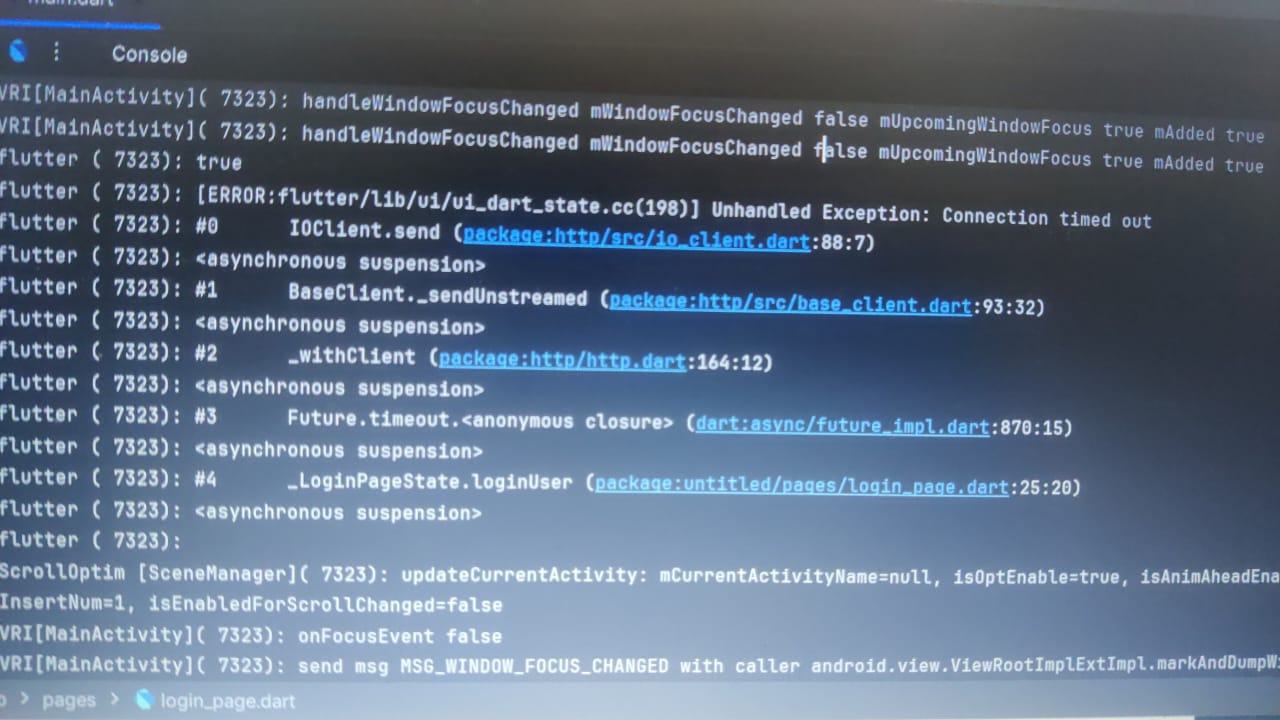 main.dart
Console
VRI[MainActivity]( 7323): handleWindowFocusChanged mWindowFocusChanged false mUpcomingWindowFocus true mAdded true
VRI[MainActivity]( 7323): handleWindowFocusChanged mWindowFocusChanged false mUpcomingWindowFocus true mAdded true
flutter ( 7323): true
flutter ( 7323): [ERROR:flutter/lib/ui/ui_dart_state.cc(198)] Unhandled Exception: Connection timed out
flutter ( 7323): #0 IOClient.send (package:http/src/io_client.dart:88:7)
flutter ( 7323): <asynchronous suspension>
flutter ( 7323): #1 BaseClient._sendUnstreamed (package:http/src/base_client.dart:93:32)
flutter ( 7323): <asynchronous suspension>
flutter ( 7323): #2 _withClient (package:http/http.dart:164:12)
flutter ( 7323): <asynchronous suspension>
flutter ( 7323): #3 Future.timeout.<anonymous closure> (dart:async/future_impl.dart:870:15)
flutter ( 7323): <asynchronous suspension>
flutter ( 7323): #4 _LoginPageState.loginUser (package:untitled/pages/login_page.dart:25:20)
flutter ( 7323): <asynchronous suspension>
flutter ( 7323):
ScrollOptim [SceneManager]( 7323): updateCurrentActivity: mCurrentActivityName=null, isOptEnable=true, isAnimAheadEna
InsertNum=1, isEnabledForScrollChanged=false
VRI[MainActivity]( 7323): onFocusEvent false
VRI[MainActivity]( 7323): send msg MSG_WINDOW_FOCUS_CHANGED with caller android.view.ViewRootImplExtImpl.markAndDumpWi
> pages > login_page.dart